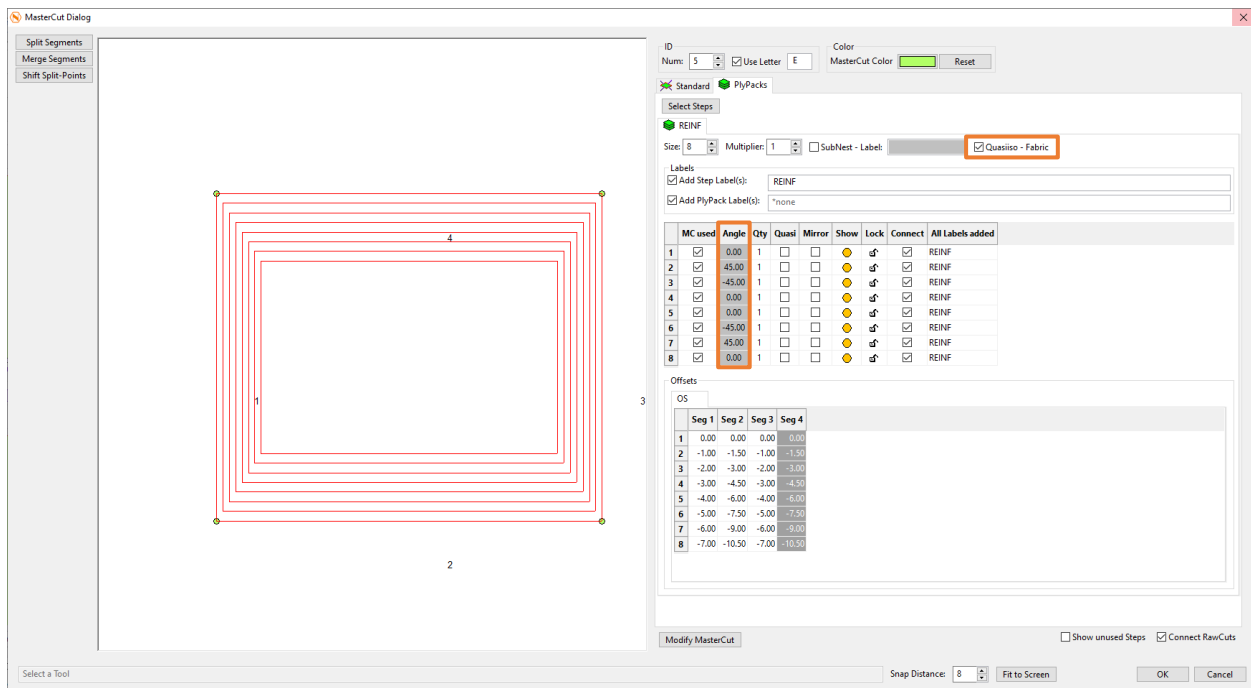 MasterCut Dialog
Split Segments
Merge Segments
Shift Split-Points
4
1
3
2
ID
Num: 5 Use Letter E
Color
MasterCut Color Reset
Standard PlyPacks
Select Steps
REINF
Size: 8 Multiplier: 1 SubNest - Label: Quasiiso - Fabric
Labels
Add Step Label(s): REINF
Add PlyPack Label(s): *none
MC used Angle Qty Quasi Mirror Show Lock Connect All Labels added
1 0.00 1 REINF
2 45.00 1 REINF
3 -45.00 1 REINF
4 0.00 1 REINF
5 0.00 1 REINF
6 -45.00 1 REINF
7 45.00 1 REINF
8 0.00 1 REINF
Offsets
OS
Seg 1 Seg 2 Seg 3 Seg 4
1 0.00 0.00 0.00 0.00
2 -1.00 -1.50 -1.00 -1.50
3 -2.00 -3.00 -2.00 -3.00
4 -3.00 -4.50 -3.00 -4.50
5 -4.00 -6.00 -4.00 -6.00
6 -5.00 -7.50 -5.00 -7.50
7 -6.00 -9.00 -6.00 -9.00
8 -7.00 -10.50 -7.00 -10.50
Modify MasterCut Show unused Steps Connect RawCuts
Select a Tool Snap Distance: 8 Fit to Screen OK Cancel